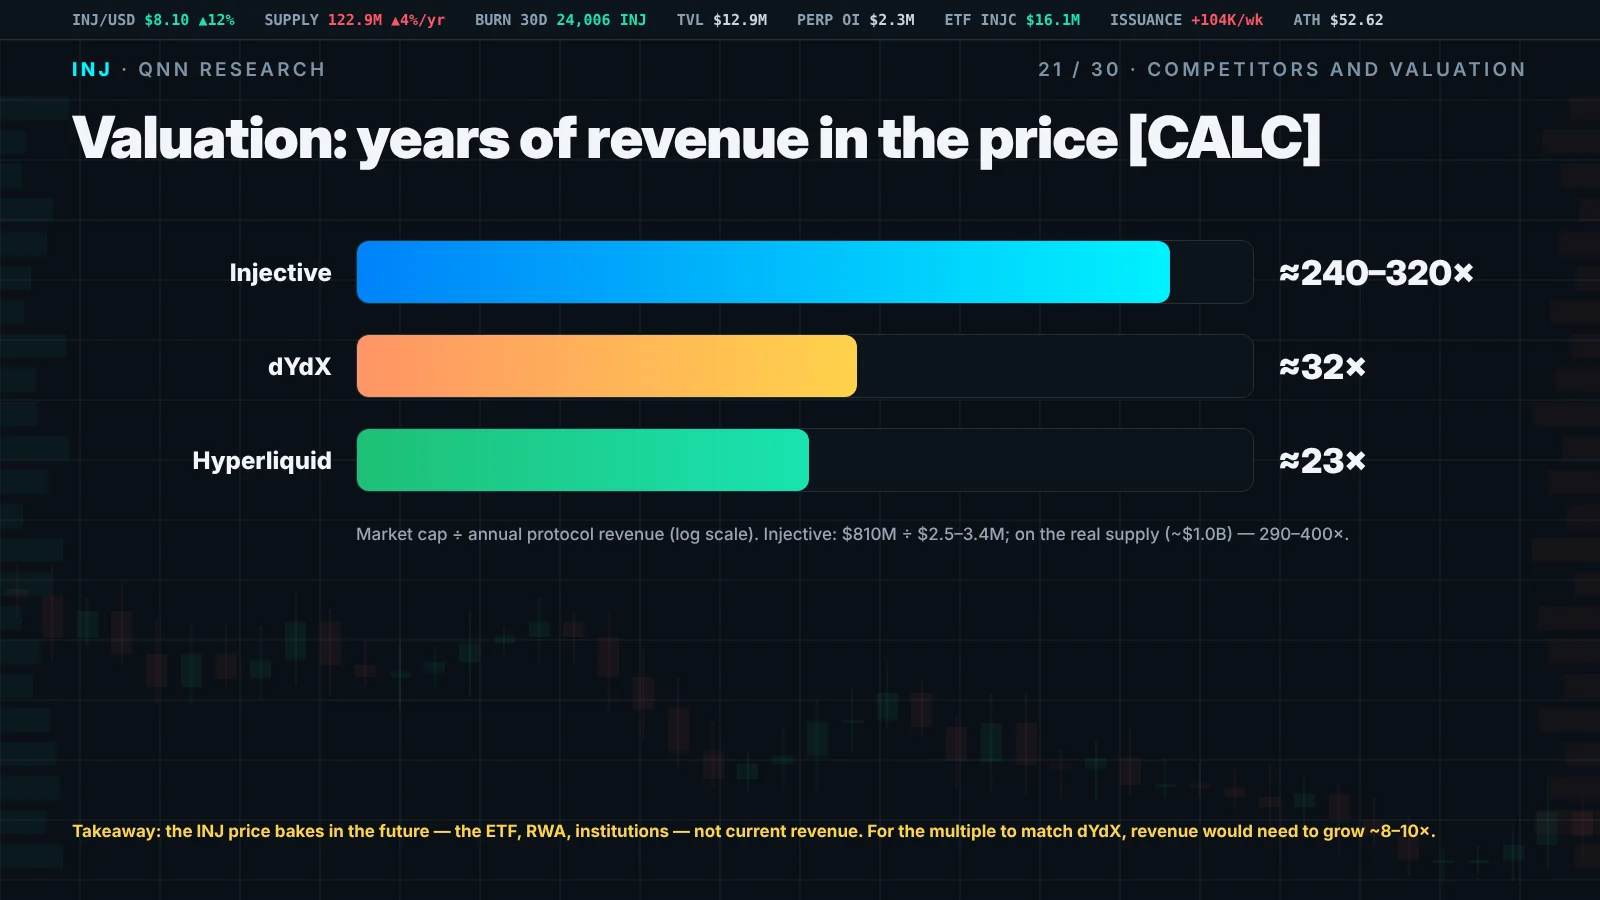 INJ/USD $8.10 ▲12% SUPPLY 122.9M ▲4%/yr BURN 30D 24,006 INJ TVL $12.9M PERP OI $2.3M ETF INJC $16.1M ISSUANCE +104K/wk ATH $52.62
INJ · QNN RESEARCH
21 / 30 · COMPETITORS AND VALUATION
Valuation: years of revenue in the price [CALC]
Injective ≈240–320×
dYdX ≈32×
Hyperliquid ≈23×
Market cap ÷ annual protocol revenue (log scale). Injective: $810M ÷ $2.5–3.4M; on the real supply (~$1.0B) — 290–400×.
Takeaway: the INJ price bakes in the future — the ETF, RWA, institutions — not current revenue. For the multiple to match dYdX, revenue would need to grow ~8–10×.